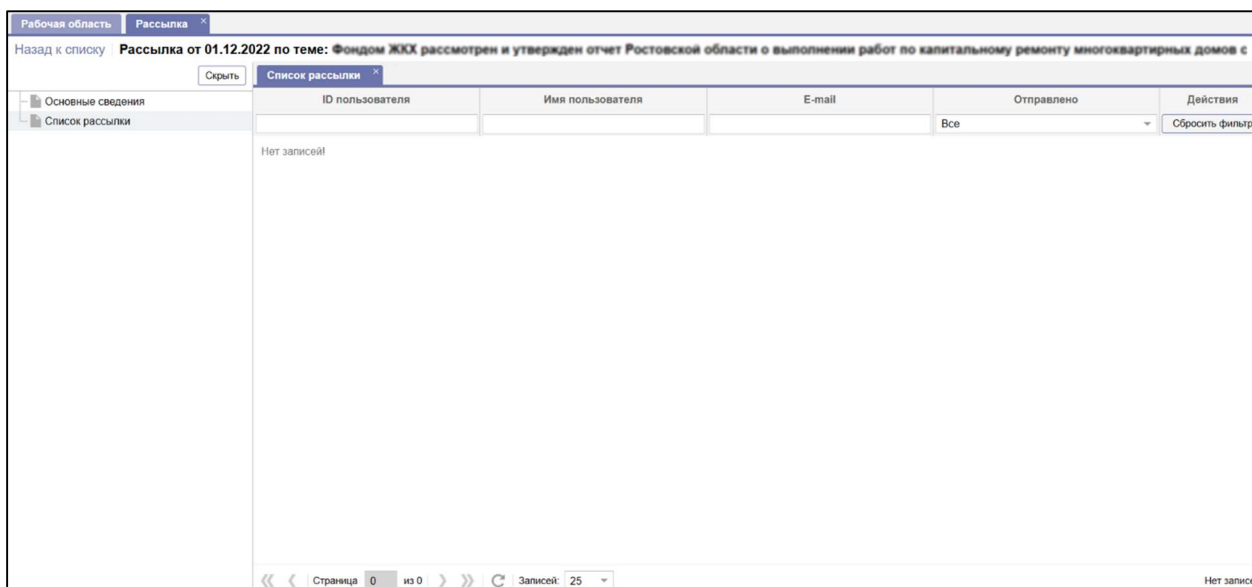 Рабочая область Рассылка ×
Назад к списку Рассылка от 01.12.2022 по теме: Фондом ЖКХ рассмотрен и утвержден отчет Ростовской области о выполнении работ по капитальному ремонту многоквартирных домов с
Скрыть Список рассылки ×
Основные сведения ID пользователя Имя пользователя E-mail Отправлено Действия
Список рассылки Все Сбросить фильтр
Нет записей!
Страница 0 из 0 Записей: 25 Нет записе